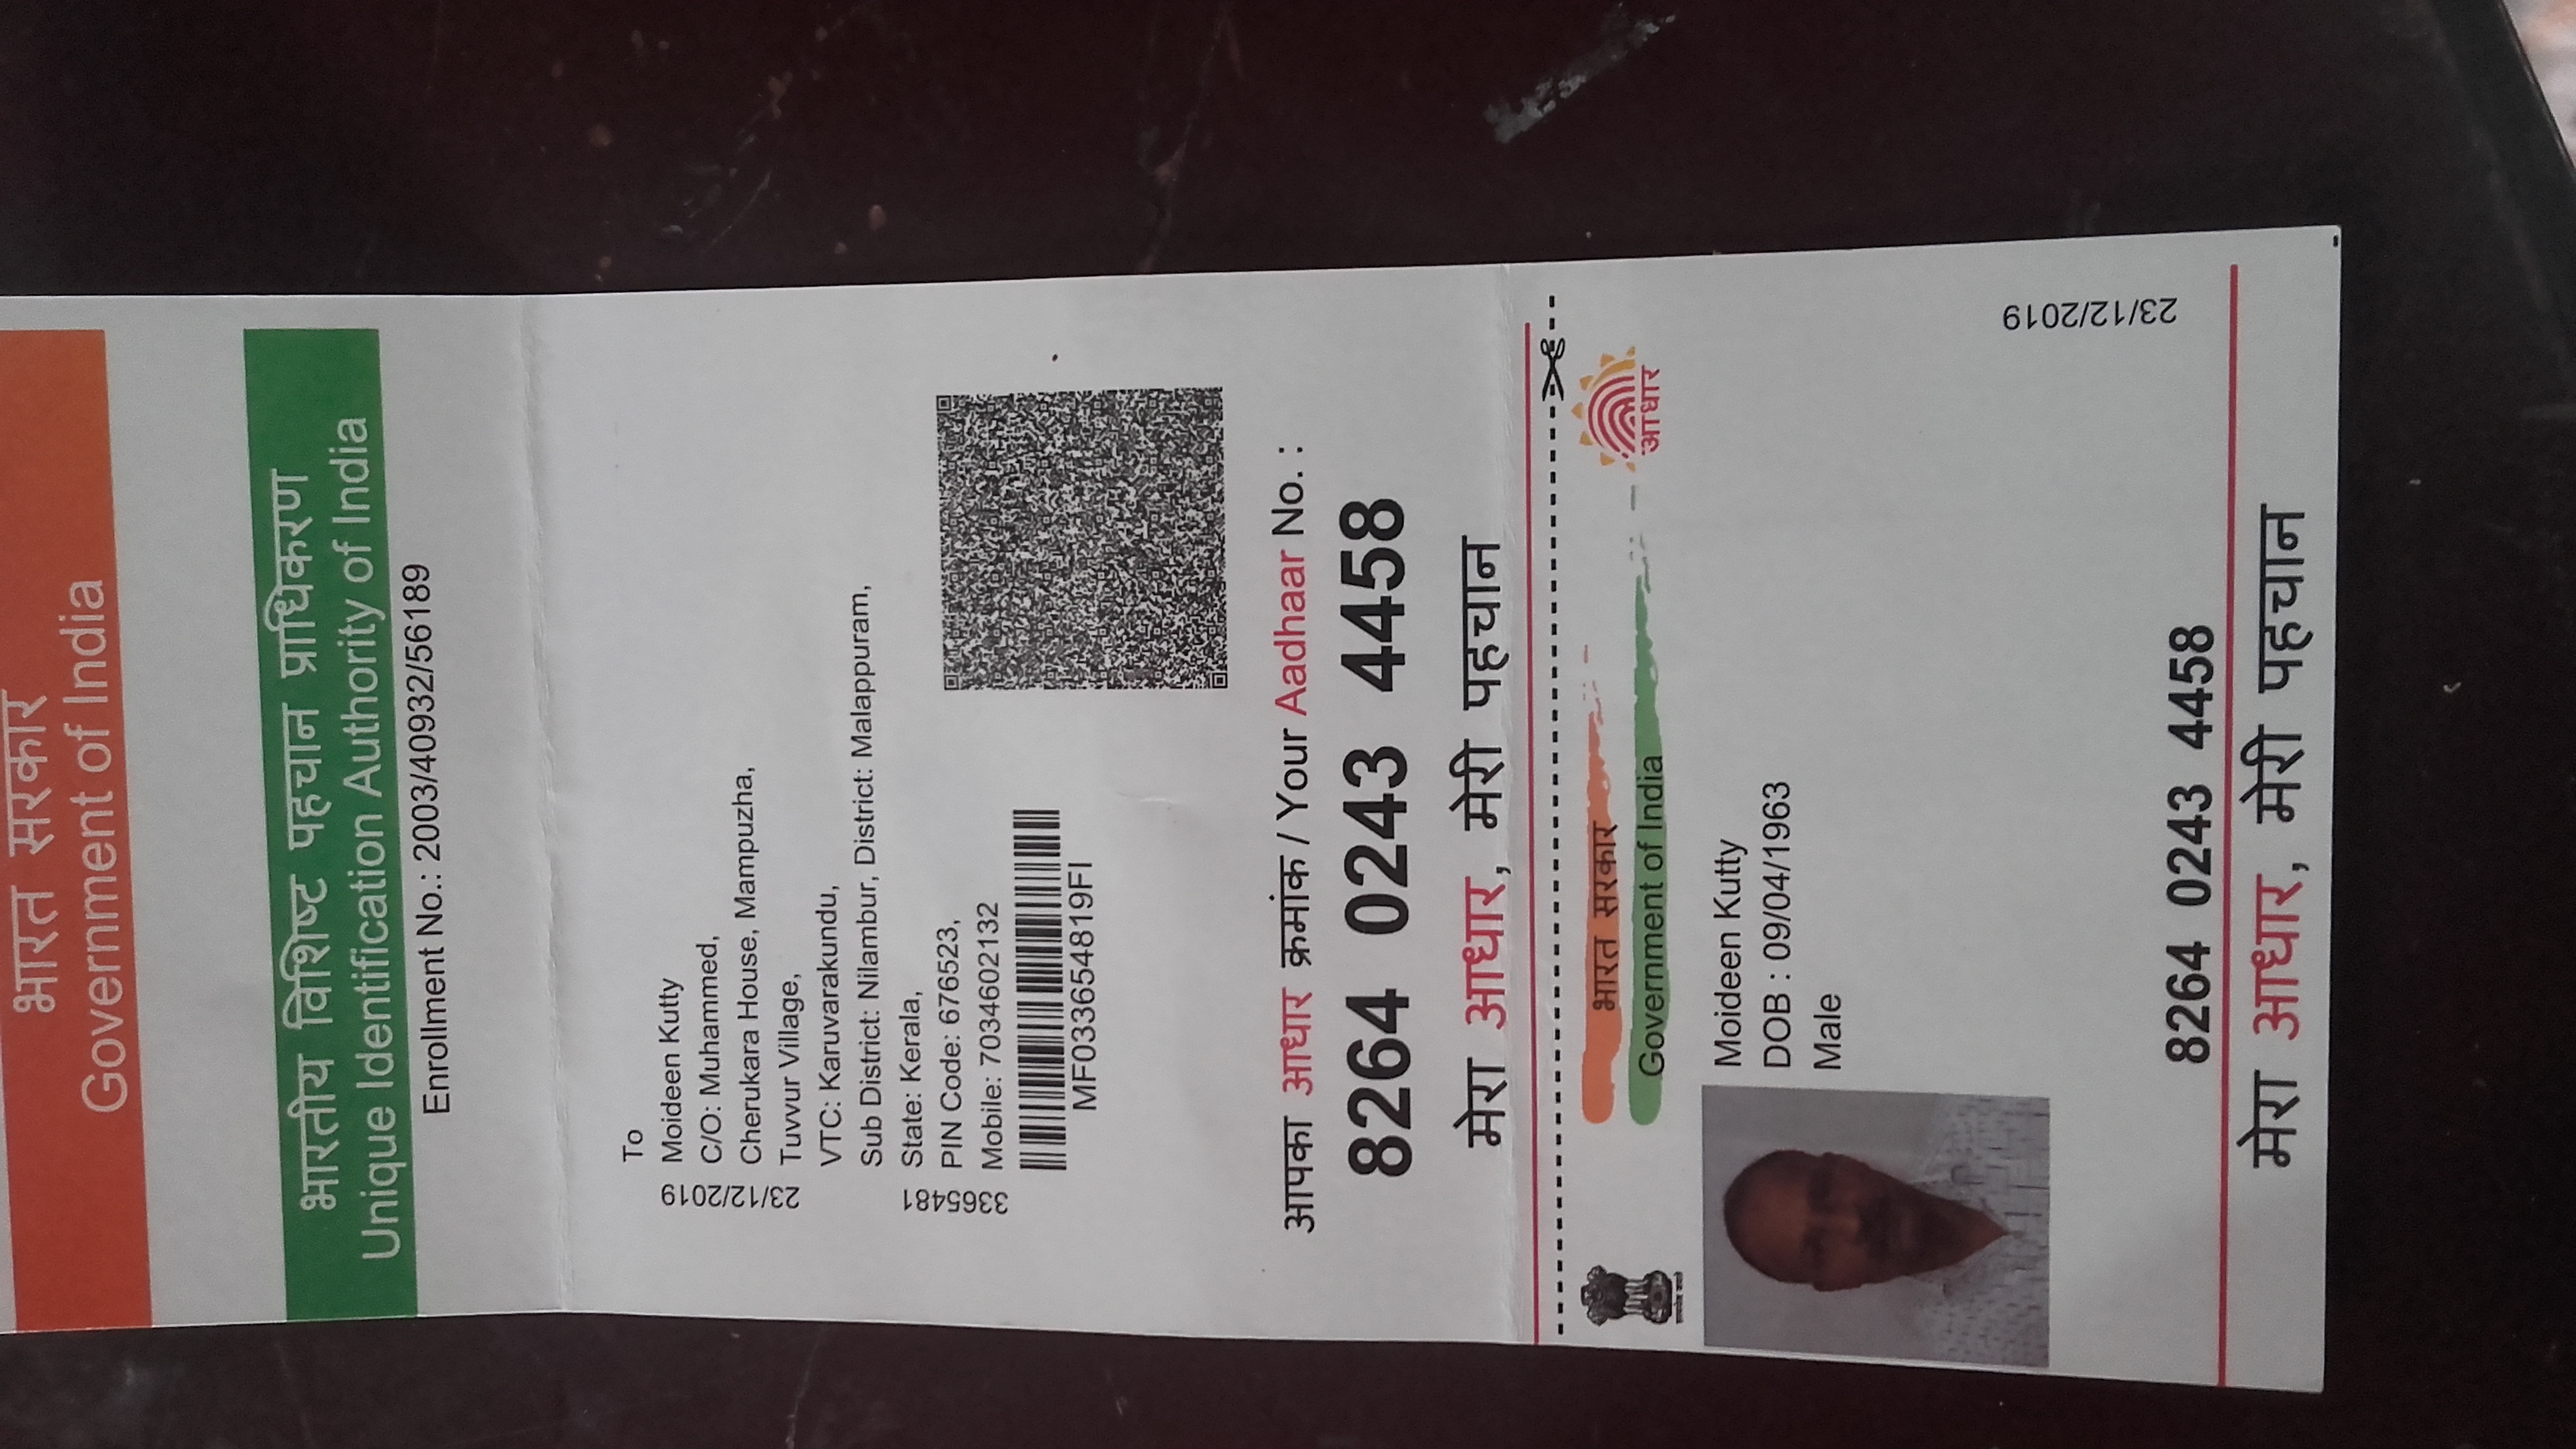 भारत सरकार
Government of India
भारतीय विशिष्ट पहचान प्राधिकरण
Unique Identification Authority of India
Enrollment No.: 2003/40932/56189
To
Moideen Kutty
C/O: Muhammed,
Cherukara House, Mampuzha,
Tuvvur Village,
VTC: Karuvarakundu,
Sub District: Nilambur, District: Malappuram,
State: Kerala,
PIN Code: 676523,
Mobile: 7034602132
23/12/2019
3365481
MF033654819FI
आपका आधार क्रमांक / Your Aadhaar No. :
8264 0243 4458
मेरा आधार, मेरी पहचान
भारत सरकार
Government of India
आधार
Moideen Kutty
DOB : 09/04/1963
Male
23/12/2019
8264 0243 4458
मेरा आधार, मेरी पहचान